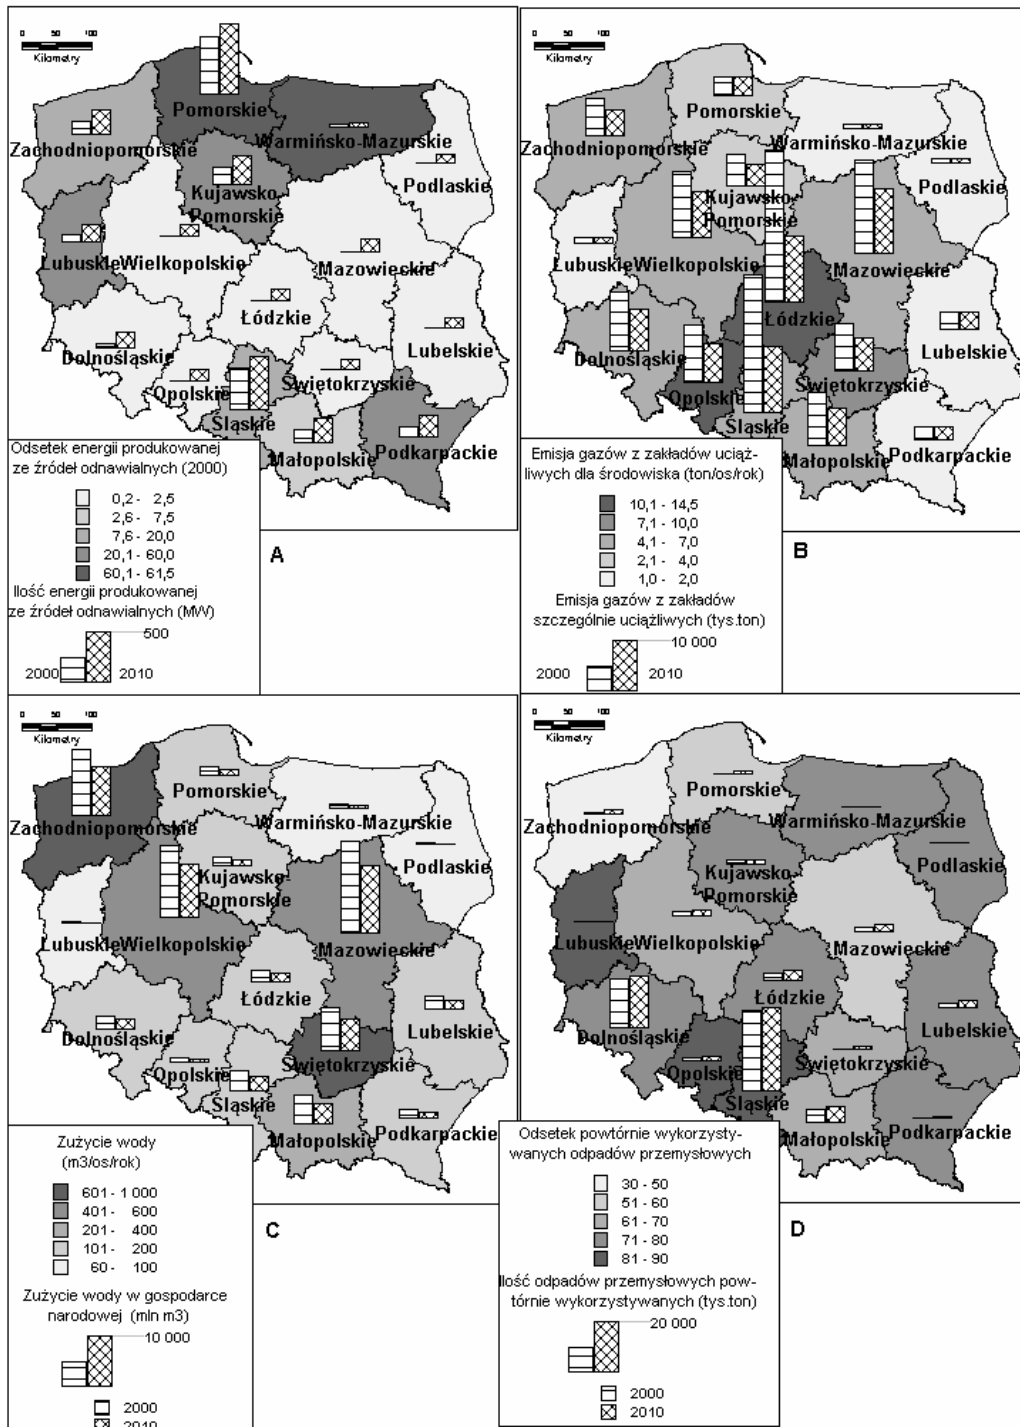 0 50 100
Kilometry
Pomorskie
Zachodniopomorskie
Warmińsko-Mazurskie
Podlaskie
Kujawsko-
Pomorskie
Lubuskie
Wielkopolskie
Mazowieckie
Łódzkie
Dolnośląskie
Lubelskie
Opolskie
Świętokrzyskie
Śląskie
Małopolskie
Podkarpackie
Odsetek energii produkowanej
ze źródeł odnawialnych (2000)
0,2 - 2,5
2,6 - 7,5
7,6 - 20,0
20,1 - 60,0
60,1 - 61,5
Ilość energii produkowanej
ze źródeł odnawialnych (MW)
500
2000 2010
A
0 50 100
Kilometry
Pomorskie
Zachodniopomorskie
Warmińsko-Mazurskie
Podlaskie
Kujawsko-
Pomorskie
Lubuskie
Wielkopolskie
Mazowieckie
Łódzkie
Dolnośląskie
Lubelskie
Opolskie
Świętokrzyskie
Śląskie
Małopolskie
Podkarpackie
Emisja gazów z zakładów uciąż-
liwych dla środowiska (ton/os/rok)
10,1 - 14,5
7,1 - 10,0
4,1 - 7,0
2,1 - 4,0
1,0 - 2,0
Emisja gazów z zakładów
szczególnie uciążliwych (tys.ton)
10 000
2000 2010
B
0 50 100
Kilometry
Pomorskie
Zachodniopomorskie
Warmińsko-Mazurskie
Podlaskie
Kujawsko-
Pomorskie
Lubuskie
Wielkopolskie
Mazowieckie
Łódzkie
Dolnośląskie
Lubelskie
Opolskie
Świętokrzyskie
Śląskie
Małopolskie
Podkarpackie
Zużycie wody
(m3/os/rok)
601 - 1 000
401 - 600
201 - 400
101 - 200
60 - 100
Zużycie wody w gospodarce
narodowej (mln m3)
10 000
2000
2010
C
0 50 100
Kilometry
Pomorskie
Zachodniopomorskie
Warmińsko-Mazurskie
Podlaskie
Kujawsko-
Pomorskie
Lubuskie
Wielkopolskie
Mazowieckie
Łódzkie
Dolnośląskie
Lubelskie
Opolskie
Świętokrzyskie
Śląskie
Małopolskie
Podkarpackie
Odsetek powtórnie wykorzysty-
wanych odpadów przemysłowych
30 - 50
51 - 60
61 - 70
71 - 80
81 - 90
Ilość odpadów przemysłowych pow-
tórnie wykorzystywanych (tys.ton)
20 000
2000
2010
D